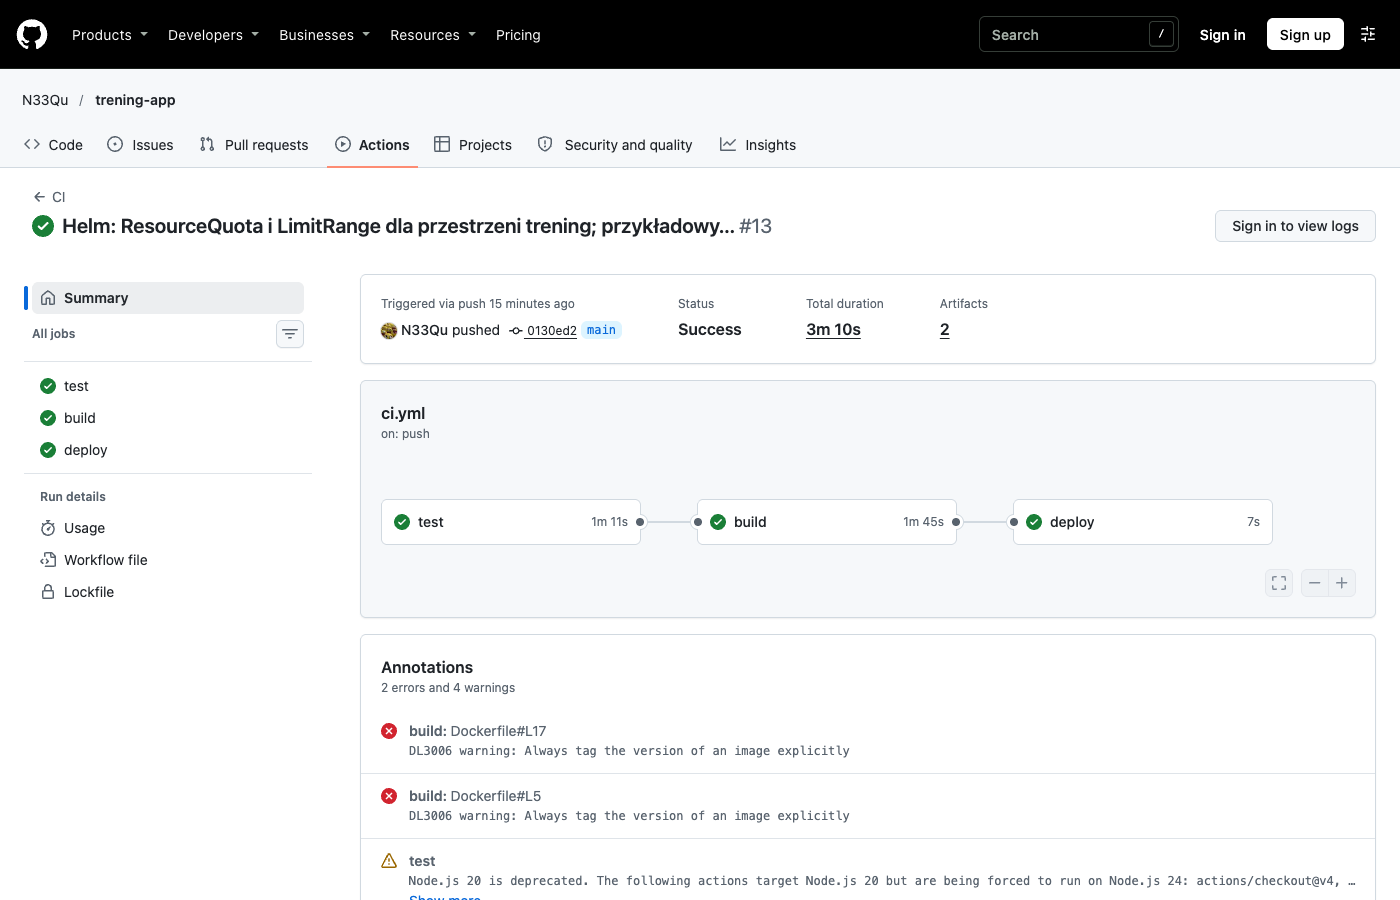 Products Developers Businesses Resources Pricing Search / Sign in Sign up
N33Qu / trening-app
Code Issues Pull requests Actions Projects Security and quality Insights
CI
Helm: ResourceQuota i LimitRange dla przestrzeni trening; przykładowy... #13
Sign in to view logs
Summary
All jobs
test
build
deploy
Run details
Usage
Workflow file
Lockfile
Triggered via push 15 minutes ago
N33Qu pushed 0130ed2 main
Status
Success
Total duration
3m 10s
Artifacts
2
ci.yml
on: push
test 1m 11s
build 1m 45s
deploy 7s
Annotations
2 errors and 4 warnings
build: Dockerfile#L17
DL3006 warning: Always tag the version of an image explicitly
build: Dockerfile#L5
DL3006 warning: Always tag the version of an image explicitly
test
Node.js 20 is deprecated. The following actions target Node.js 20 but are being forced to run on Node.js 24: actions/checkout@v4, …
Show more